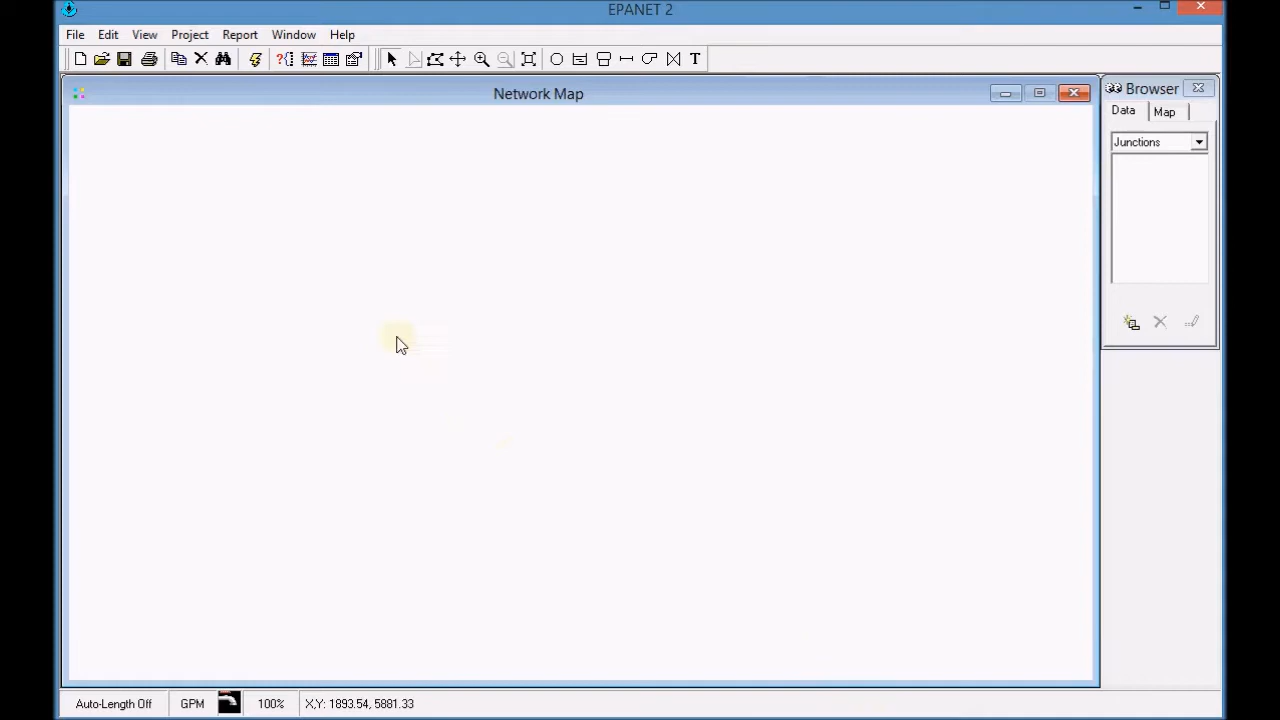 EPANET 2
File Edit View Project Report Window Help
T
Network Map
Browser
Data Map
Junctions
Auto-Length Off GPM 100% X,Y: 1893.54, 5881.33